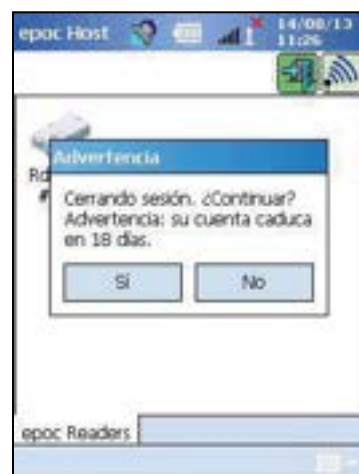 epoc Host
14/08/13
11:26
Advertencia
Cerrando sesión. ¿Continuar?
Advertencia: su cuenta caduca
en 18 días.
Sí
No
epoc Readers